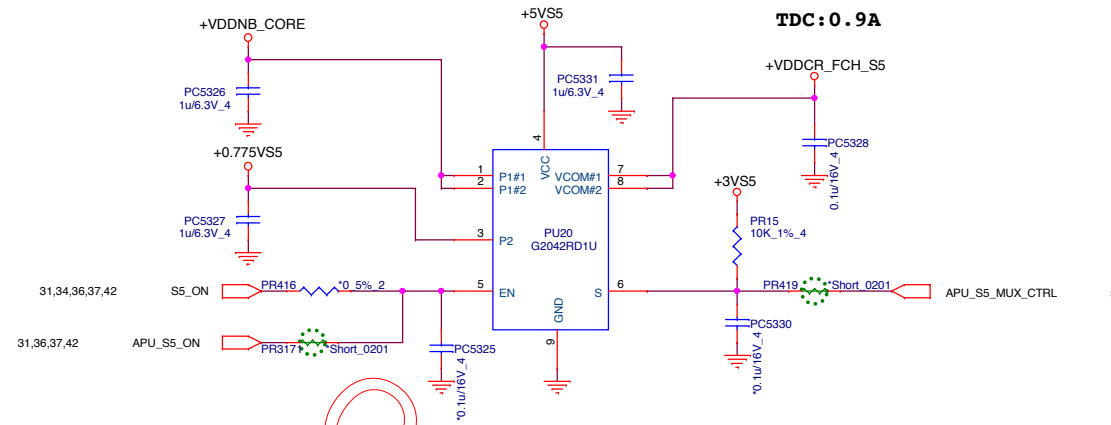 TDC:0.9A
+5VS5
+VDDNB_CORE
+VDDCR_FCH_S5
PC5326
1u/6.3V_4
PC5331
1u/6.3V_4
PC5328
0.1u/16V_4
+0.775VS5
4
VCC
1
P1#1
VCOM#1
7
2
P1#2
VCOM#2
8
+3VS5
PC5327
1u/6.3V_4
PR15
10K_1%_4
3
P2
PU20
G2042RD1U
31,34,36,37,42
S5_ON
PR416
*0_5%_2
5
EN
S
6
PR419
*Short_0201
APU_S5_MUX_CTRL
GND
9
31,36,37,42
APU_S5_ON
PR3171
*Short_0201
PC5325
*0.1u/16V_4
PC5330
*0.1u/16V_4